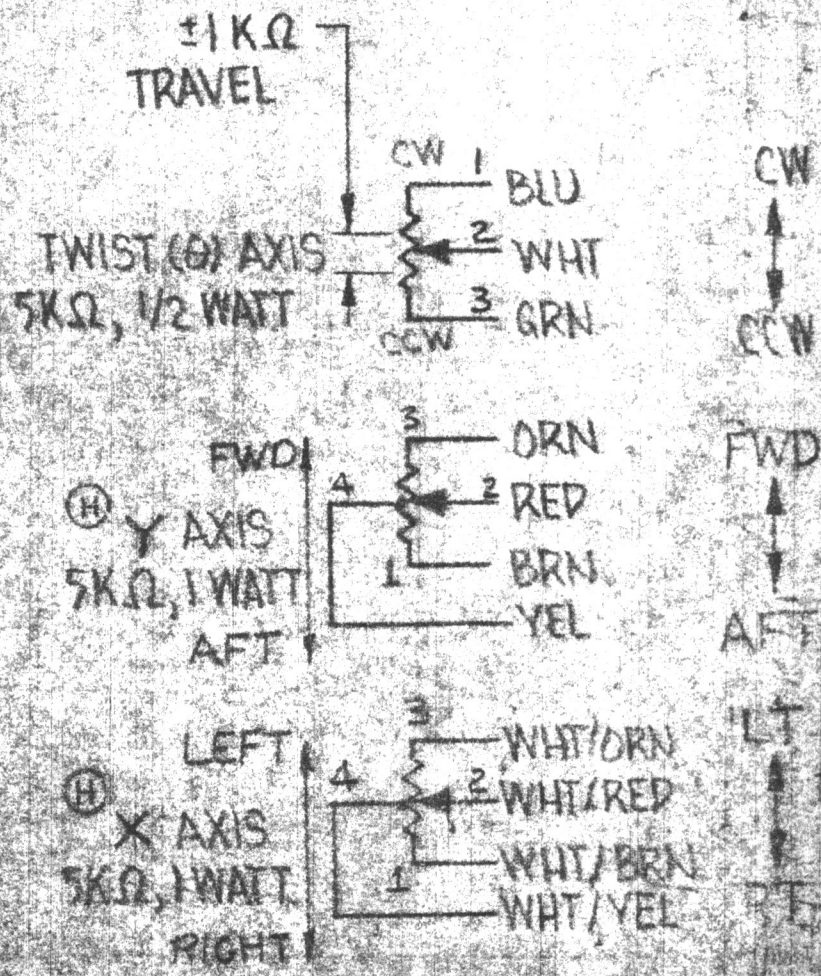 ±1 KΩ
TRAVEL
CW 1 BLU
CW
TWIST (θ) AXIS
2 WHT
5KΩ, 1/2 WATT
3 GRN
CCW
CCW
3 ORN
FWD
FWD
4
2 RED
H Y AXIS
5KΩ, 1 WATT
1 BRN
YEL
AFT
AFT
3 WHT/ORN
LEFT
LT
4
2 WHT/RED
H X AXIS
5KΩ, 1 WATT
1 WHT/BRN
WHT/YEL
RIGHT